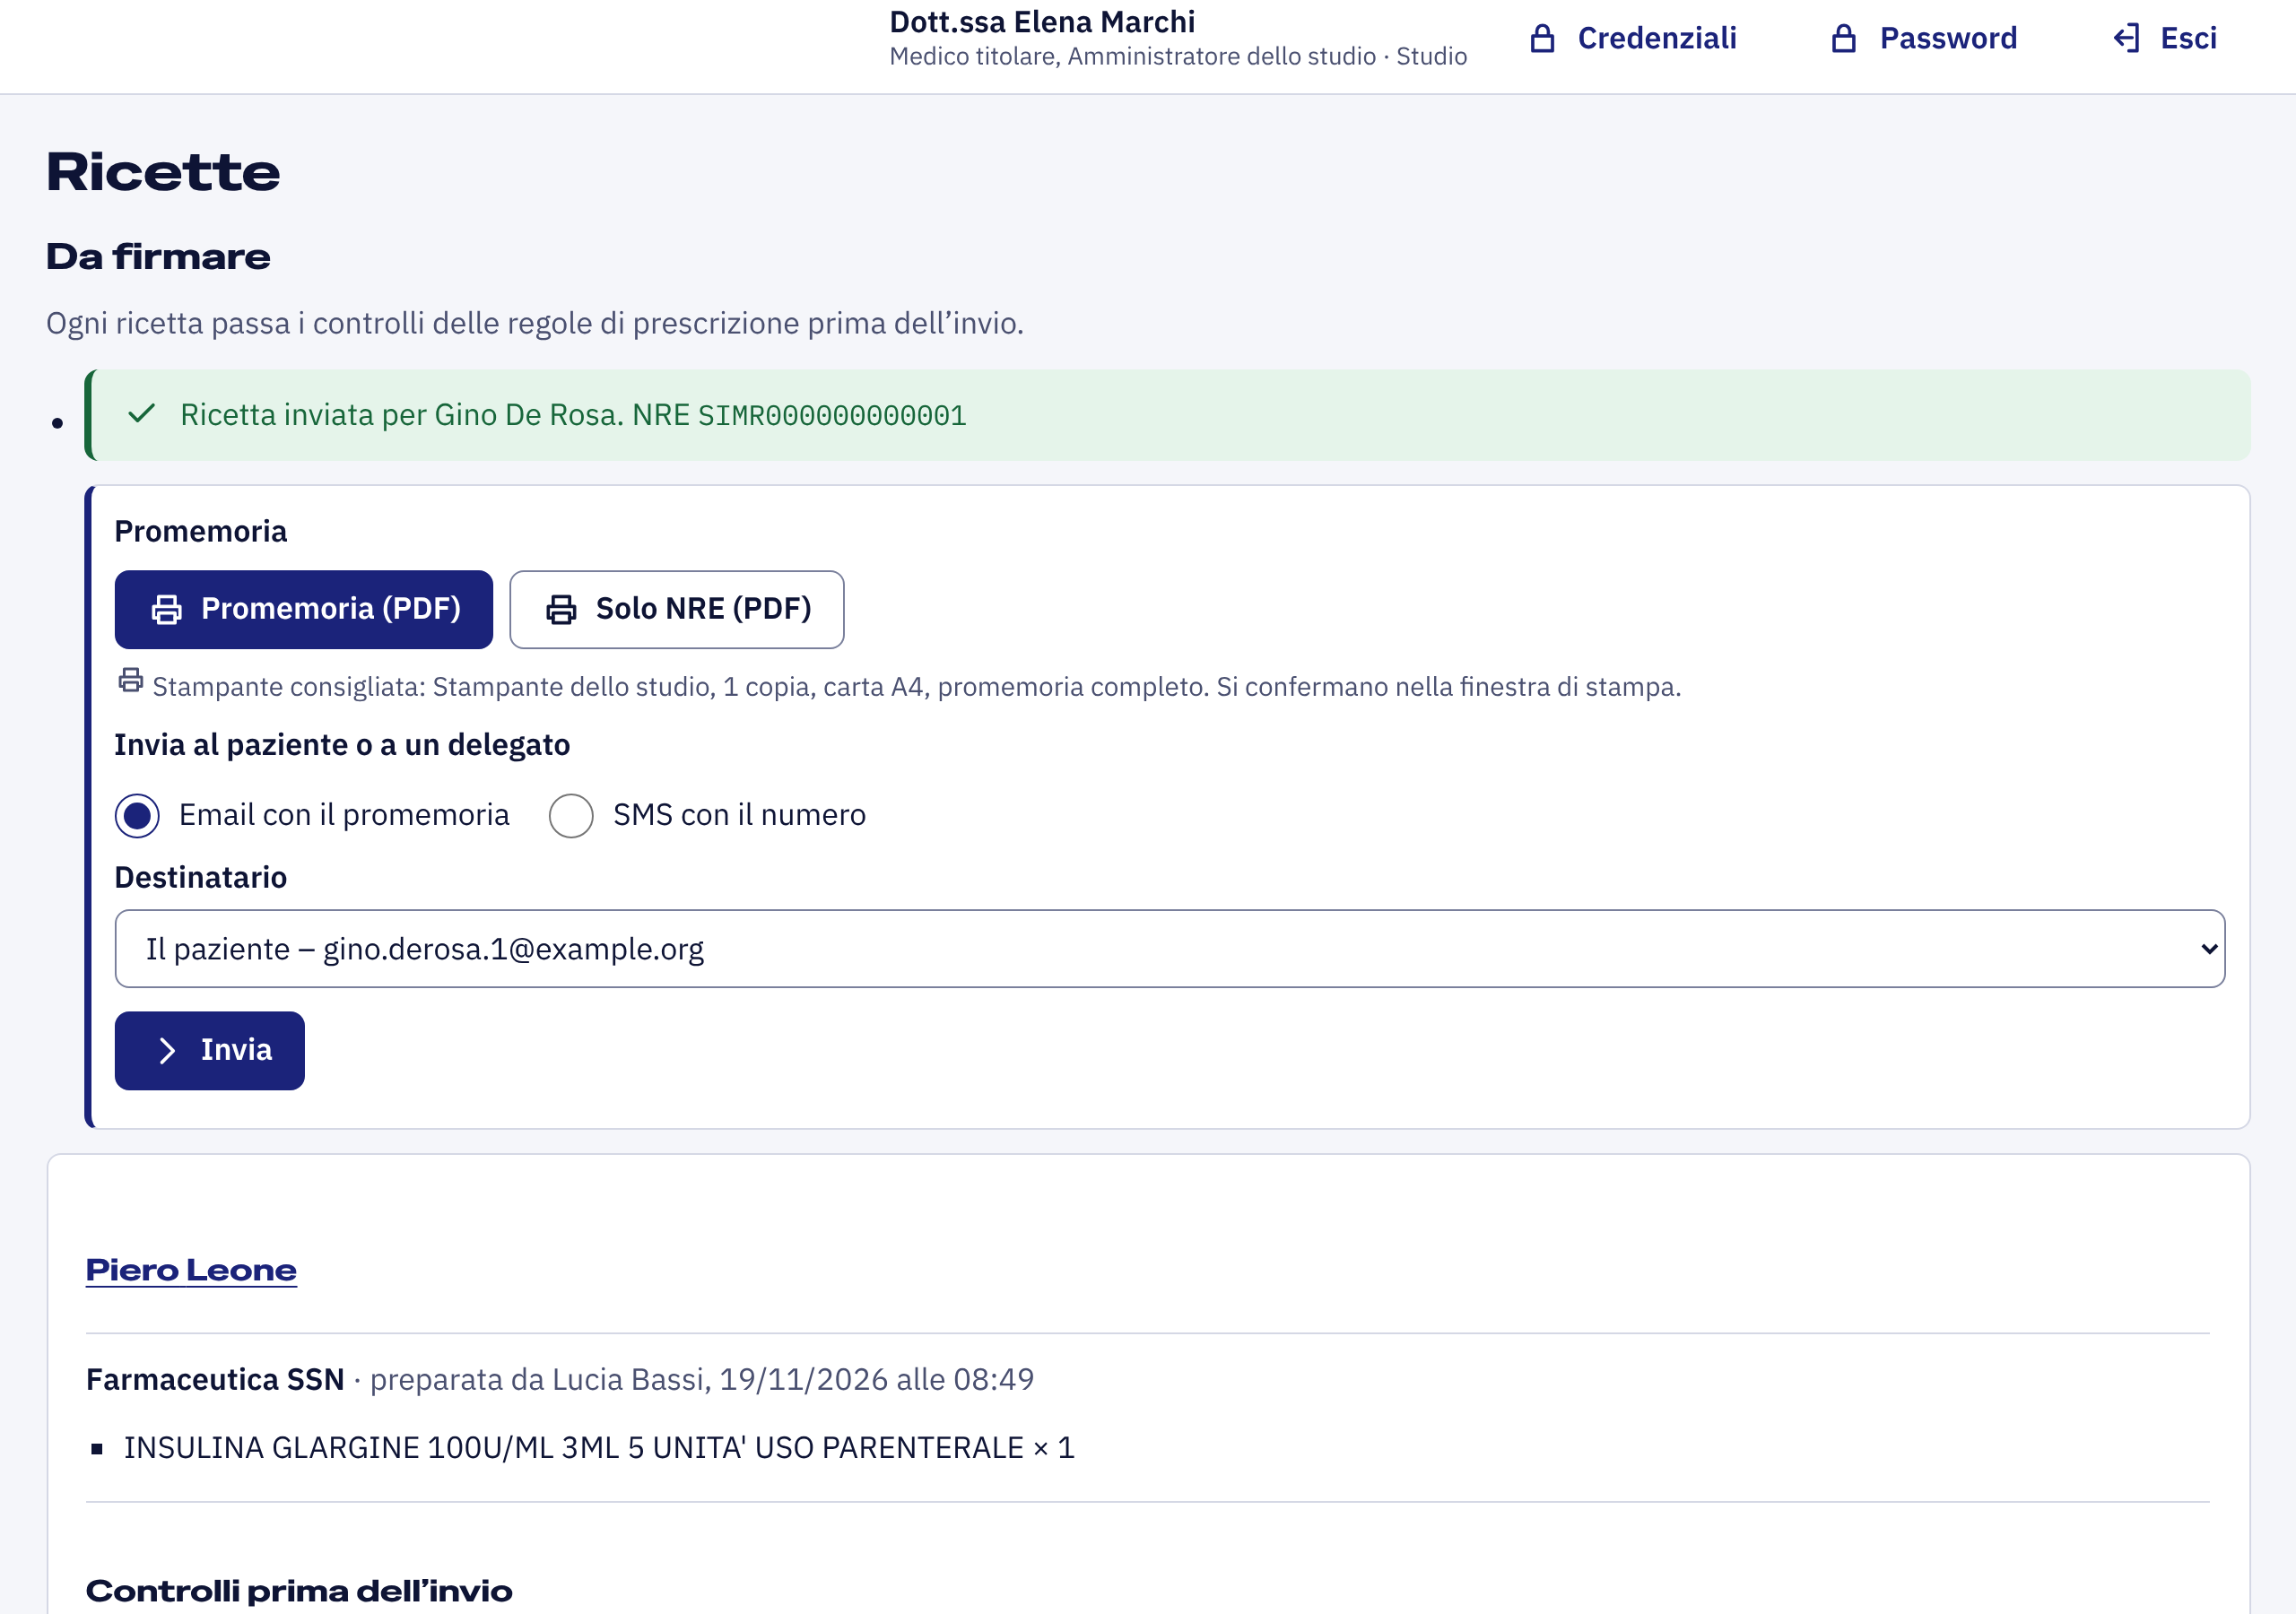 Dott.ssa Elena Marchi
Medico titolare, Amministratore dello studio · Studio
Credenziali
Password
Esci
Ricette
Da firmare
Ogni ricetta passa i controlli delle regole di prescrizione prima dell’invio.
Ricetta inviata per Gino De Rosa. NRE SIMR000000000001
Promemoria
Promemoria (PDF)
Solo NRE (PDF)
Stampante consigliata: Stampante dello studio, 1 copia, carta A4, promemoria completo. Si confermano nella finestra di stampa.
Invia al paziente o a un delegato
Email con il promemoria
SMS con il numero
Destinatario
Il paziente – gino.derosa.1@example.org
Invia
Piero Leone
Farmaceutica SSN · preparata da Lucia Bassi, 19/11/2026 alle 08:49
INSULINA GLARGINE 100U/ML 3ML 5 UNITA' USO PARENTERALE × 1
Controlli prima dell’invio